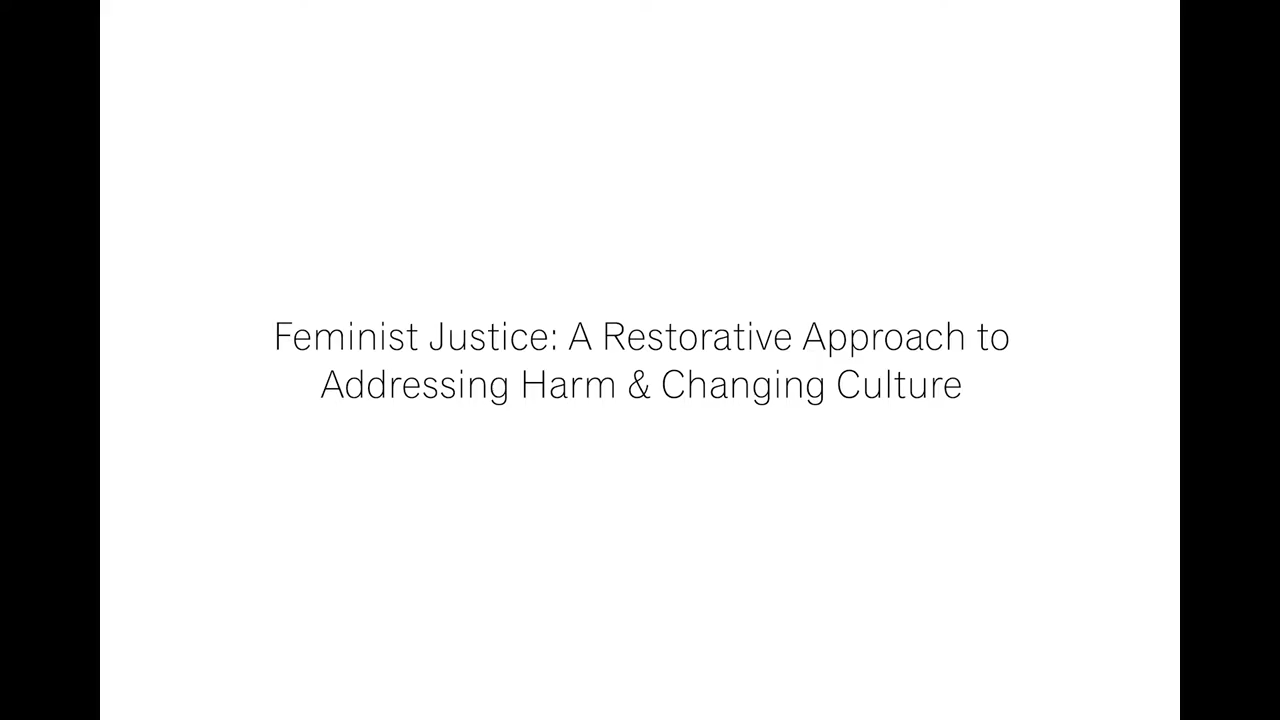 Feminist Justice: A Restorative Approach to
Addressing Harm & Changing Culture